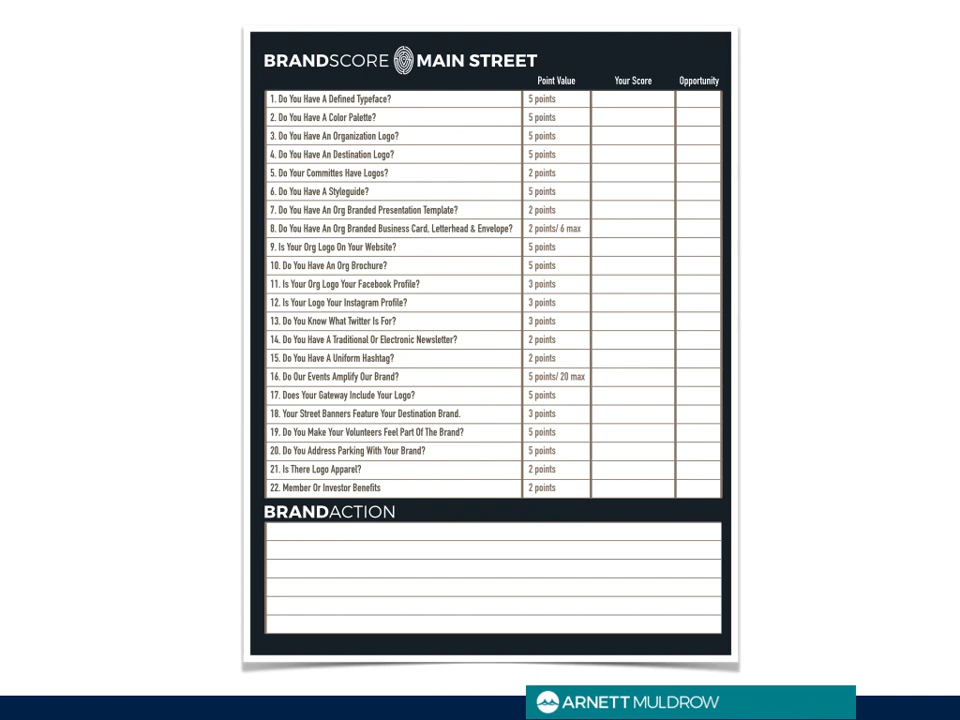 BRANDSCORE MAIN STREET
Point Value Your Score Opportunity
1. Do You Have A Defined Typeface? 5 points
2. Do You Have A Color Palette? 5 points
3. Do You Have An Organization Logo? 5 points
4. Do You Have An Destination Logo? 5 points
5. Do Your Committes Have Logos? 2 points
6. Do You Have A Styleguide? 5 points
7. Do You Have An Org Branded Presentation Template? 2 points
8. Do You Have An Org Branded Business Card, Letterhead & Envelope? 2 points/ 6 max
9. Is Your Org Logo On Your Website? 5 points
10. Do You Have An Org Brochure? 5 points
11. Is Your Org Logo Your Facebook Profile? 3 points
12. Is Your Logo Your Instagram Profile? 3 points
13. Do You Know What Twitter Is For? 3 points
14. Do You Have A Traditional Or Electronic Newsletter? 2 points
15. Do You Have A Uniform Hashtag? 2 points
16. Do Our Events Amplify Our Brand? 5 points/ 20 max
17. Does Your Gateway Include Your Logo? 5 points
18. Your Street Banners Feature Your Destination Brand. 3 points
19. Do You Make Your Volunteers Feel Part Of The Brand? 5 points
20. Do You Address Parking With Your Brand? 5 points
21. Is There Logo Apparel? 2 points
22. Member Or Investor Benefits 2 points
BRANDACTION
ARNETT MULDROW